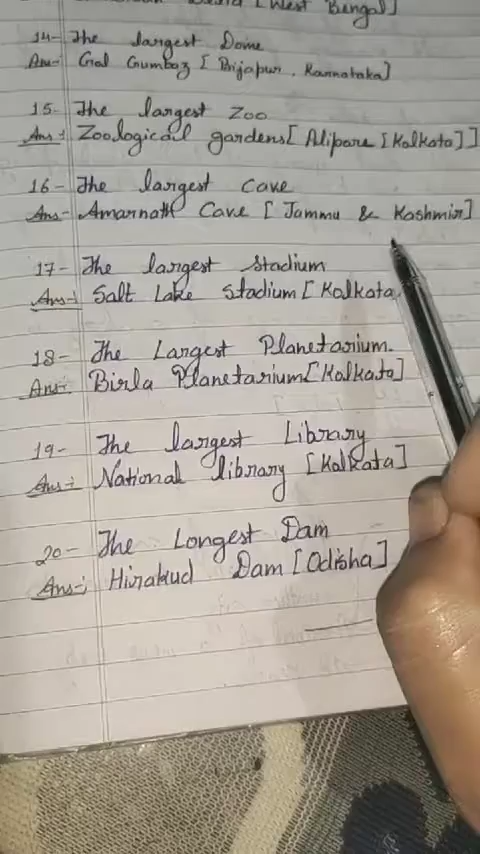 [West Bengal]
14- The largest Dome
Ans- Gol Gumbaz [ Bijapur, Karnataka]
15- The largest Zoo
Ans:- Zoological gardens [ Alipore [Kolkata]]
16- The largest cave
Ans- Amarnath Cave [ Jammu & Kashmir]
17- The largest Stadium
Ans:- Salt Lake Stadium [ Kolkata
18- The Largest Planetarium.
Ans:- Birla Planetarium [Kolkata]
19- The largest Library
Ans:- National library [Kolkata]
20- The Longest Dam
Ans:- Hirakud Dam [Odisha]